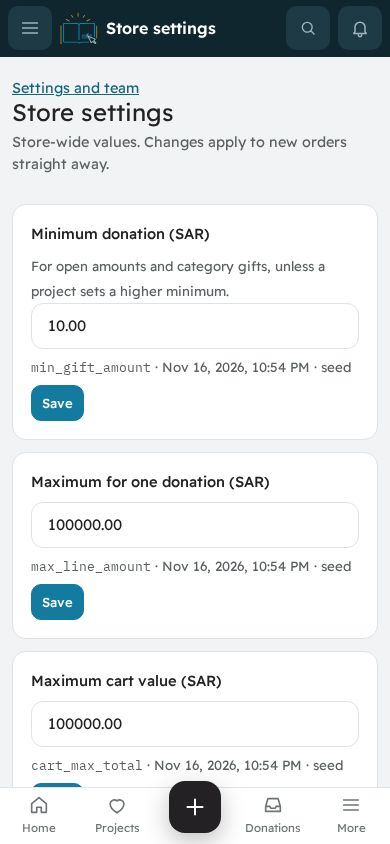 Store settings
Settings and team
Store settings
Store-wide values. Changes apply to new orders
straight away.
Minimum donation (SAR)
For open amounts and category gifts, unless a
project sets a higher minimum.
10.00
min_gift_amount · Nov 16, 2026, 10:54 PM · seed
Save
Maximum for one donation (SAR)
100000.00
max_line_amount · Nov 16, 2026, 10:54 PM · seed
Save
Maximum cart value (SAR)
100000.00
cart_max_total · Nov 16, 2026, 10:54 PM · seed
Home
Projects
Donations
More